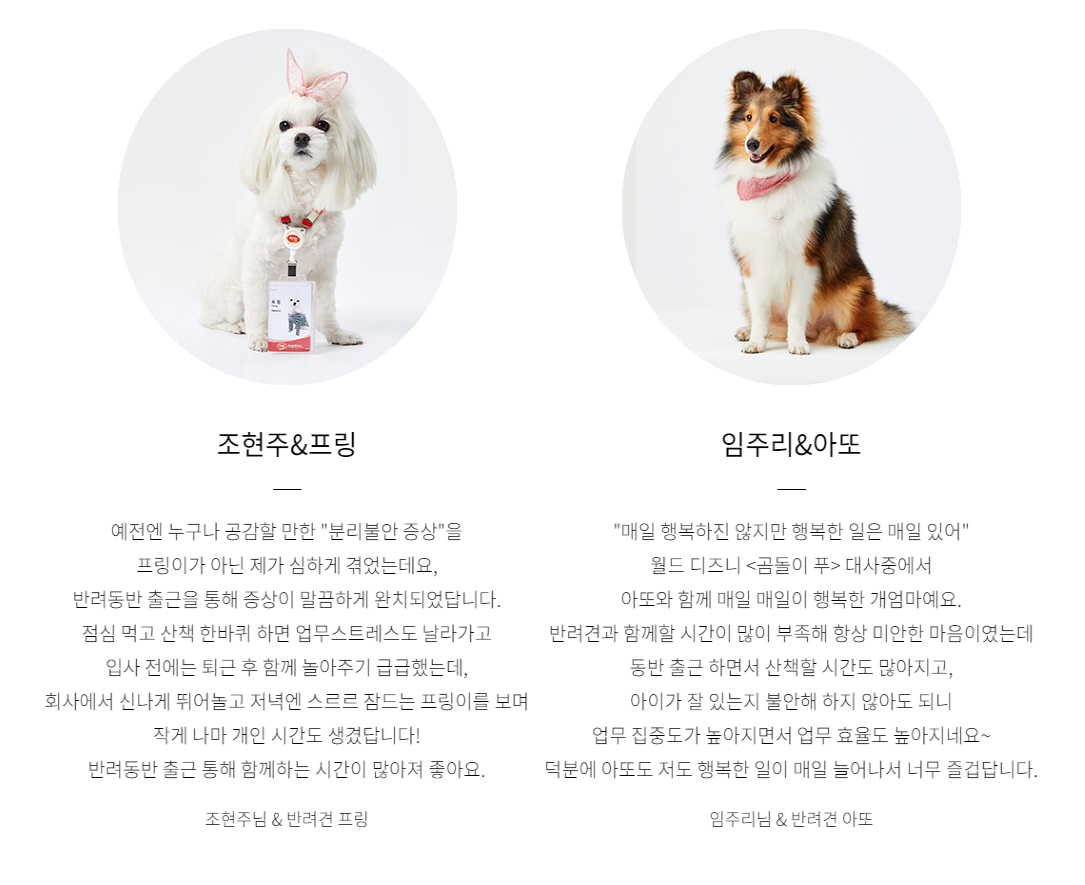 조현주&프링
예전엔 누구나 공감할 만한 "분리불안 증상"을
프링이가 아닌 제가 심하게 겪었는데요,
반려동반 출근을 통해 증상이 말끔하게 완치되었답니다.
점심 먹고 산책 한바퀴 하면 업무스트레스도 날라가고
입사 전에는 퇴근 후 함께 놀아주기 급급했는데,
회사에서 신나게 뛰어놀고 저녁엔 스르르 잠드는 프링이를 보며
작게 나마 개인 시간도 생겼답니다!
반려동반 출근 통해 함께하는 시간이 많아져 좋아요.
조현주님 & 반려견 프링
임주리&아또
"매일 행복하진 않지만 행복한 일은 매일 있어"
월드 디즈니 <곰돌이 푸> 대사중에서
아또와 함께 매일 매일이 행복한 개엄마예요.
반려견과 함께할 시간이 많이 부족해 항상 미안한 마음이였는데
동반 출근 하면서 산책할 시간도 많아지고,
아이가 잘 있는지 불안해 하지 않아도 되니
업무 집중도가 높아지면서 업무 효율도 높아지네요~
덕분에 아또도 저도 행복한 일이 매일 늘어나서 너무 즐겁답니다.
임주리님 & 반려견 아또